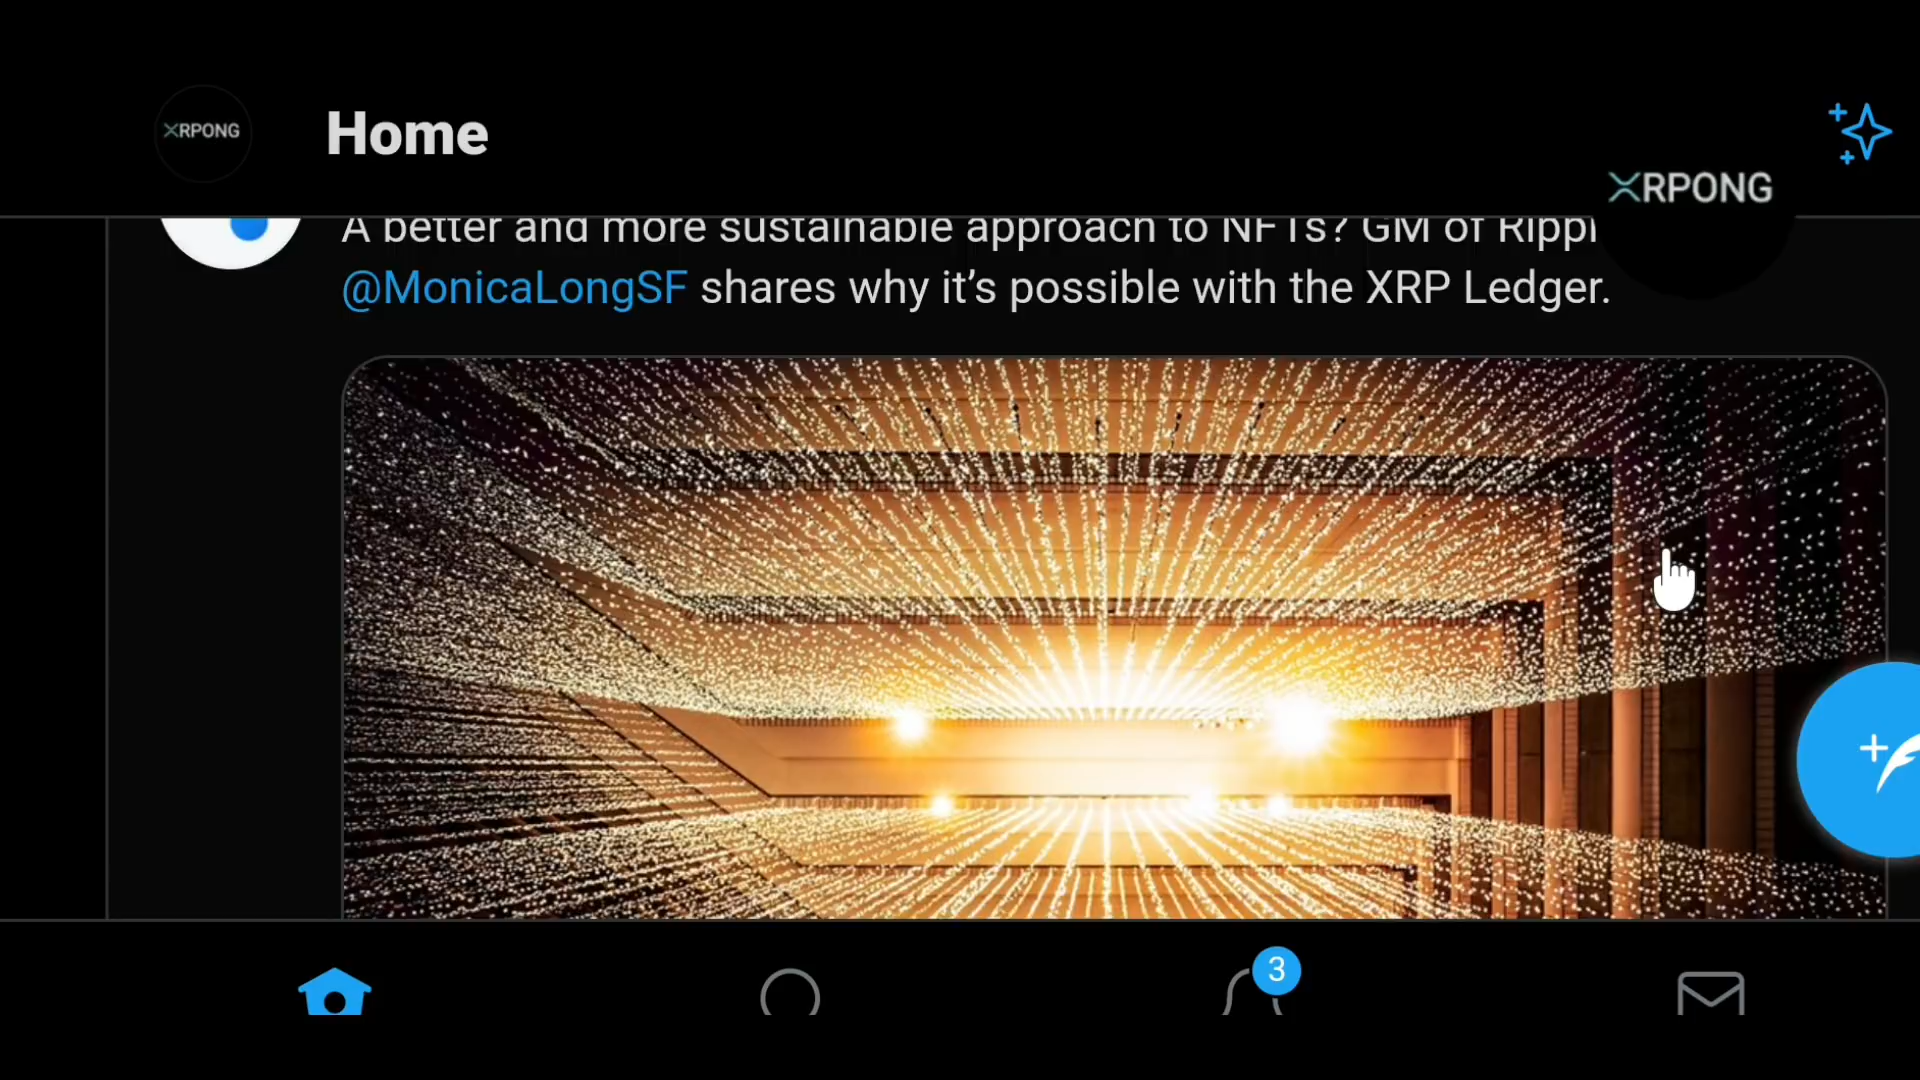 XRPONG
Home
XRPONG
A better and more sustainable approach to NFTs? GM of
@MonicaLongSF shares why it’s possible with the XRP Ledger.
3